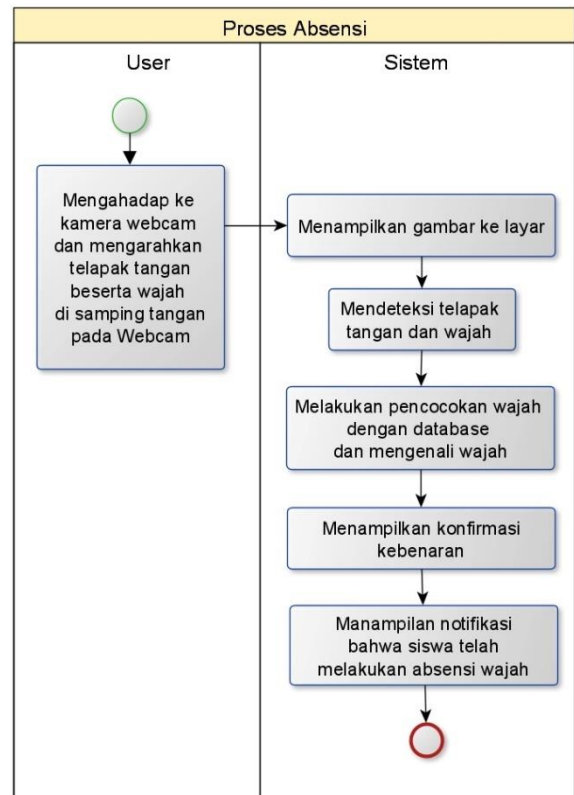 Proses Absensi
User
Sistem
Mengahadap ke
kamera webcam
dan mengarahkan
telapak tangan
beserta wajah
di samping tangan
pada Webcam
Menampilkan gambar ke layar
Mendeteksi telapak
tangan dan wajah
Melakukan pencocokan wajah
dengan database
dan mengenali wajah
Menampilkan konfirmasi
kebenaran
Manampilan notifikasi
bahwa siswa telah
melakukan absensi wajah